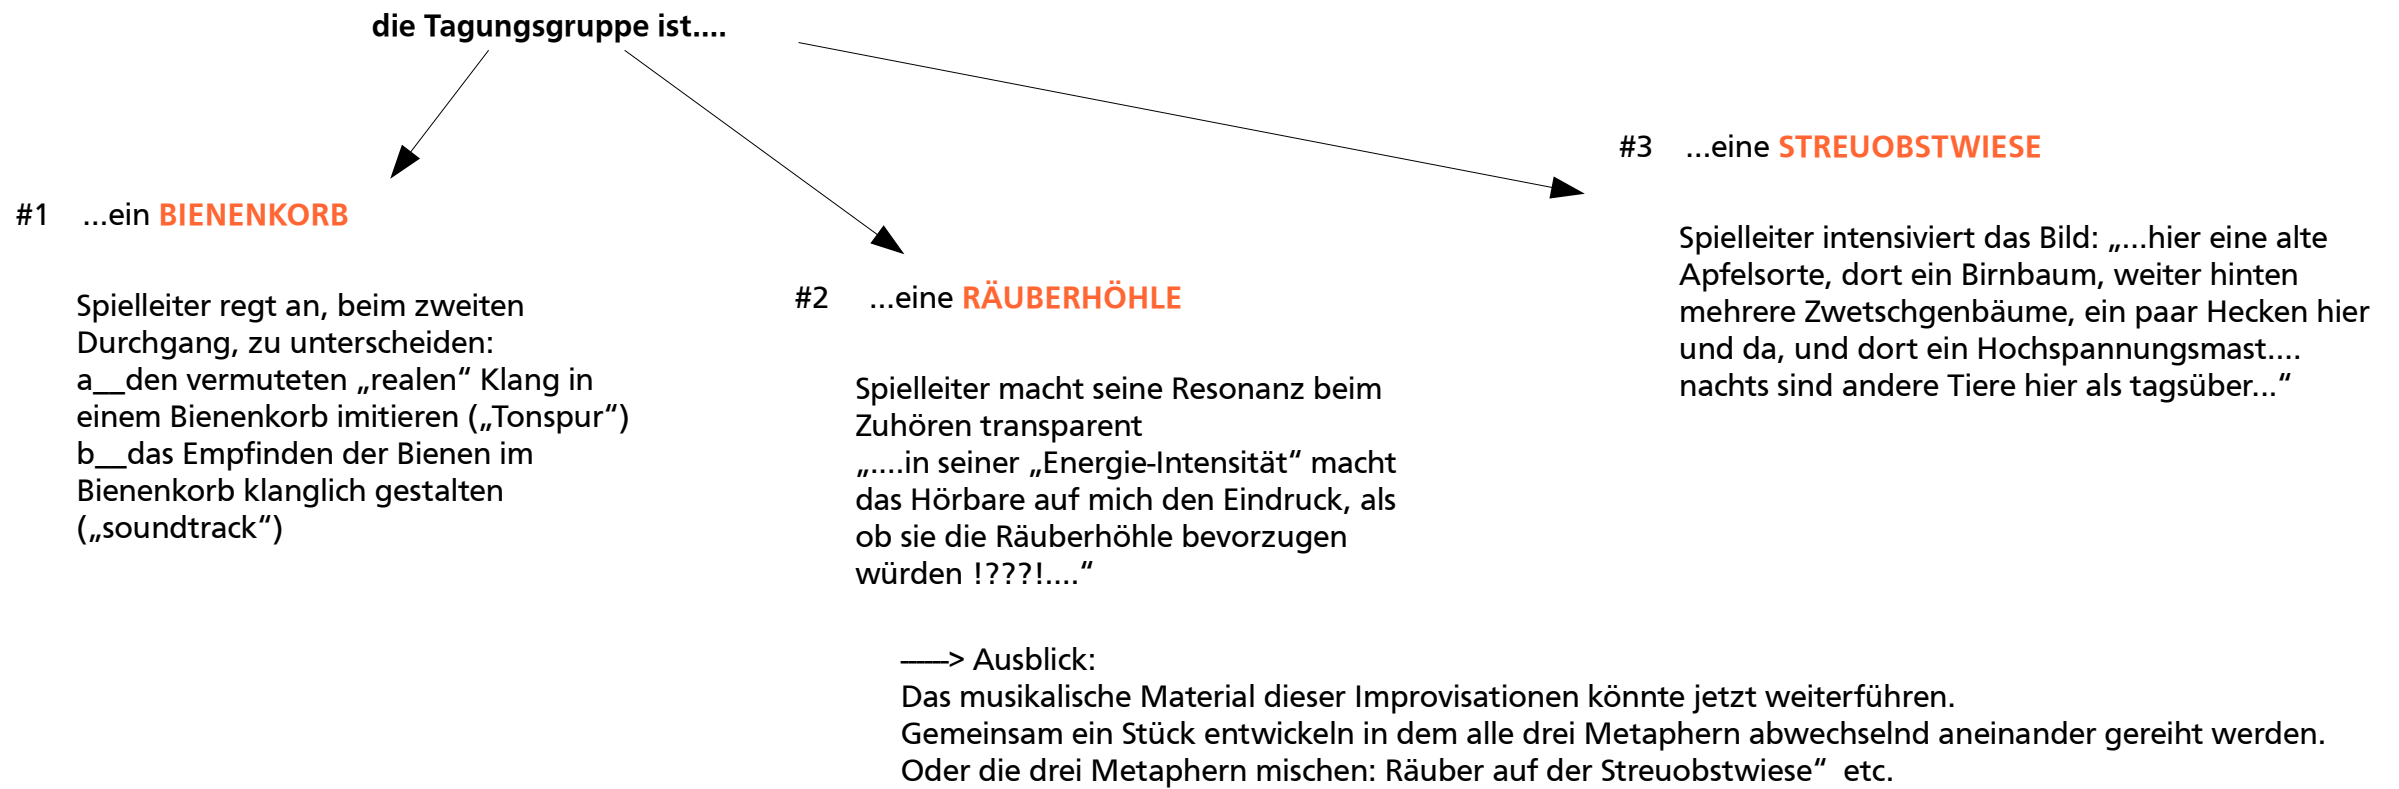 die Tagungsgruppe ist....
#1 ...ein BIENENKORB
Spielleiter regt an, beim zweiten
Durchgang, zu unterscheiden:
a__den vermuteten „realen“ Klang in
einem Bienenkorb imitieren („Tonspur“)
b__das Empfinden der Bienen im
Bienenkorb klanglich gestalten
(„soundtrack“)
#2 ...eine RÄUBERHÖHLE
Spielleiter macht seine Resonanz beim
Zuhören transparent
„....in seiner „Energie-Intensität“ macht
das Hörbare auf mich den Eindruck, als
ob sie die Räuberhöhle bevorzugen
würden !???!....“
#3 ...eine STREUOBSTWIESE
Spielleiter intensiviert das Bild: „...hier eine alte
Apfelsorte, dort ein Birnbaum, weiter hinten
mehrere Zwetschgenbäume, ein paar Hecken hier
und da, und dort ein Hochspannungsmast....
nachts sind andere Tiere hier als tagsüber...“
------> Ausblick:
Das musikalische Material dieser Improvisationen könnte jetzt weiterführen.
Gemeinsam ein Stück entwickeln in dem alle drei Metaphern abwechselnd aneinander gereiht werden.
Oder die drei Metaphern mischen: Räuber auf der Streuobstwiese“ etc.